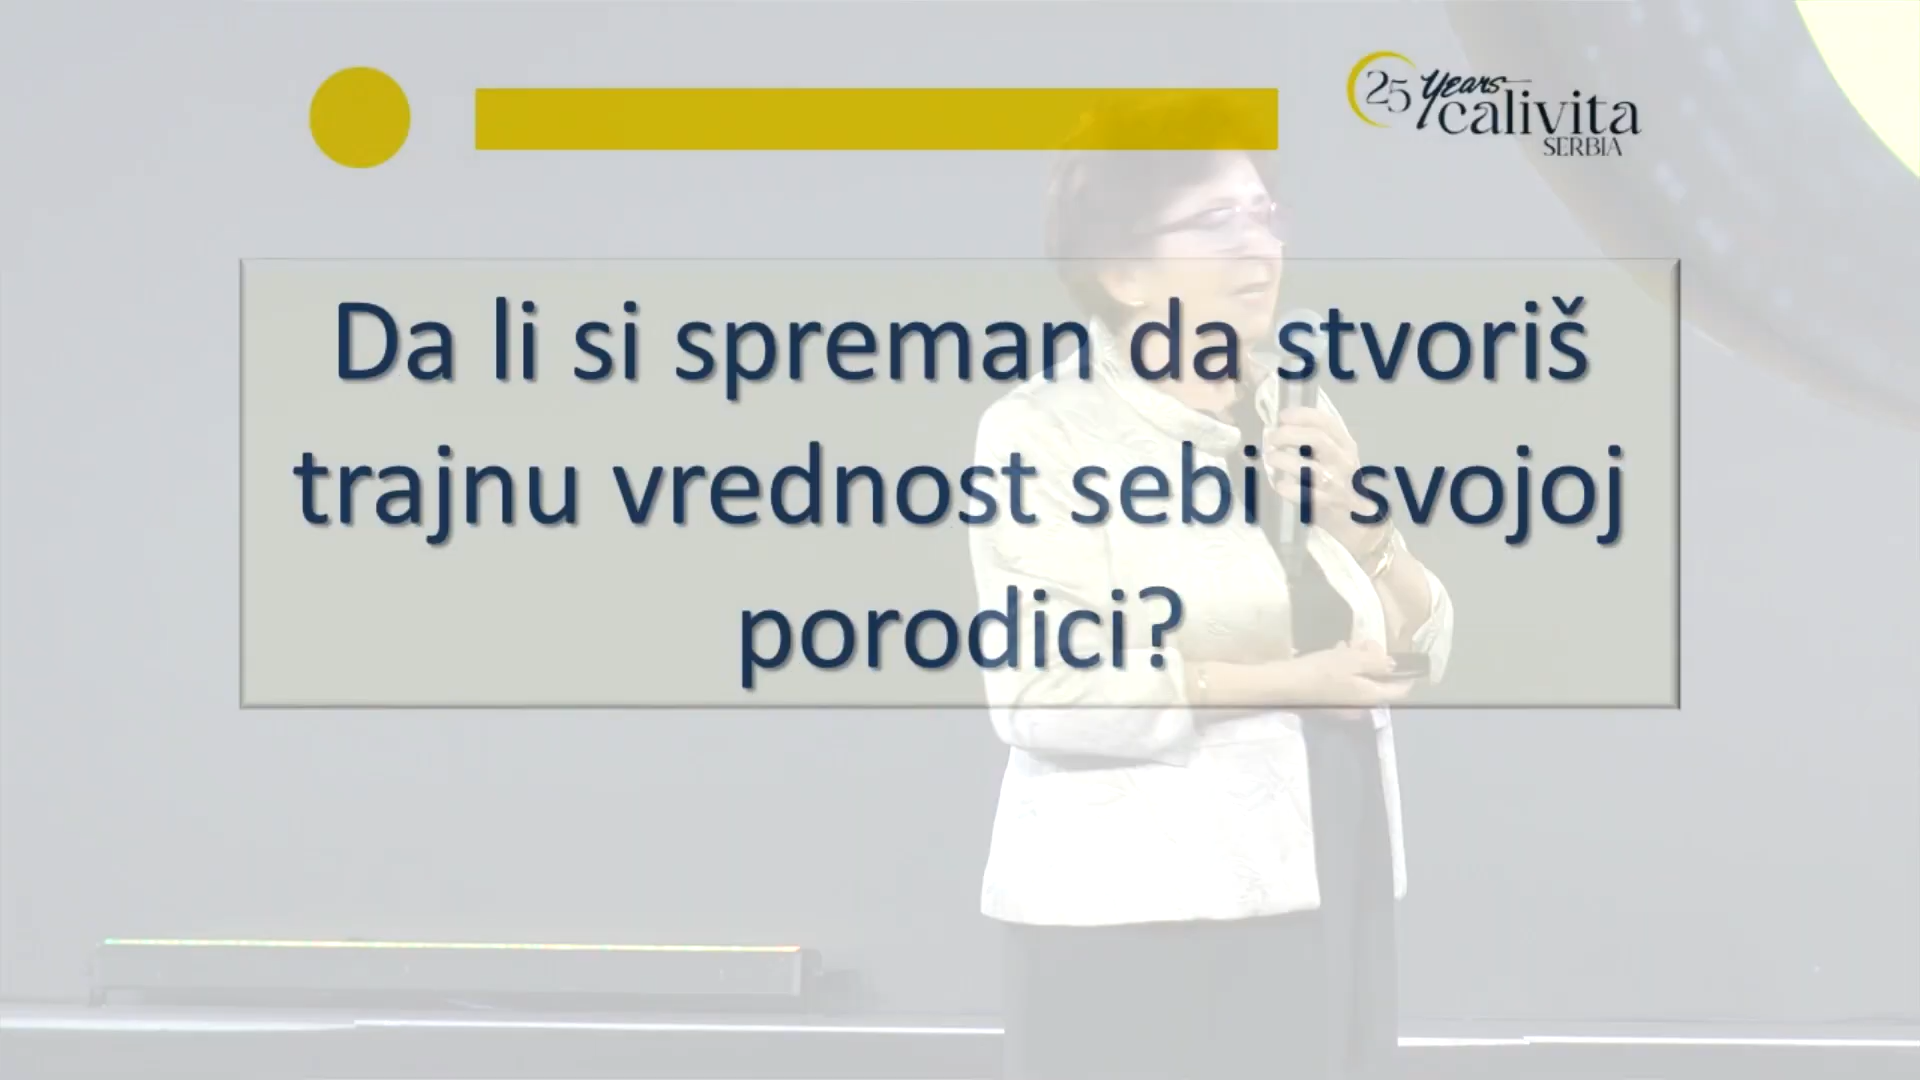 25 Years
calivita
SERBIA
Da li si spreman da stvoriš
trajnu vrednost sebi i svojoj
porodici?